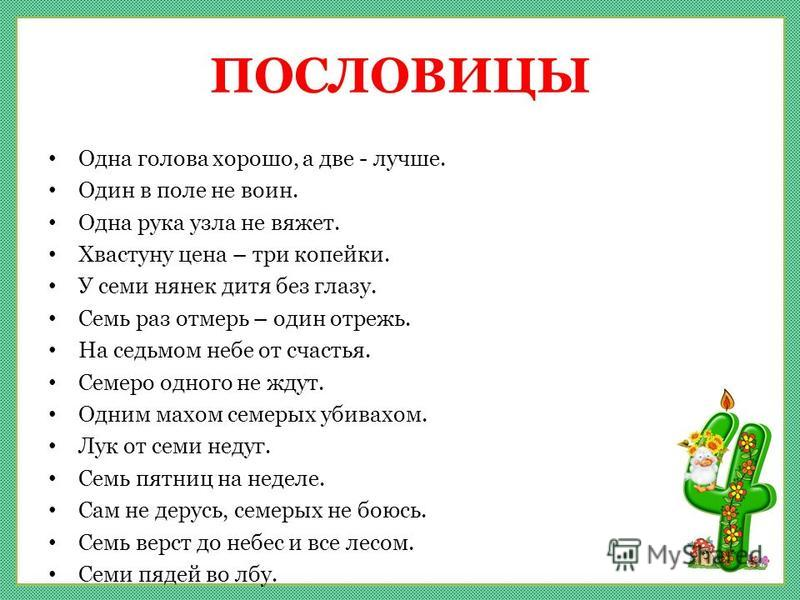 ПОСЛОВИЦЫ
• Одна голова хорошо, а две - лучше.
• Один в поле не воин.
• Одна рука узла не вяжет.
• Хвастуну цена – три копейки.
• У семи нянек дитя без глазу.
• Семь раз отмерь – один отрежь.
• На седьмом небе от счастья.
• Семеро одного не ждут.
• Одним махом семерых убивахом.
• Лук от семи недуг.
• Семь пятниц на неделе.
• Сам не дерусь, семерых не боюсь.
• Семь верст до небес и все лесом.
• Семи пядей во лбу.
4
MyShared